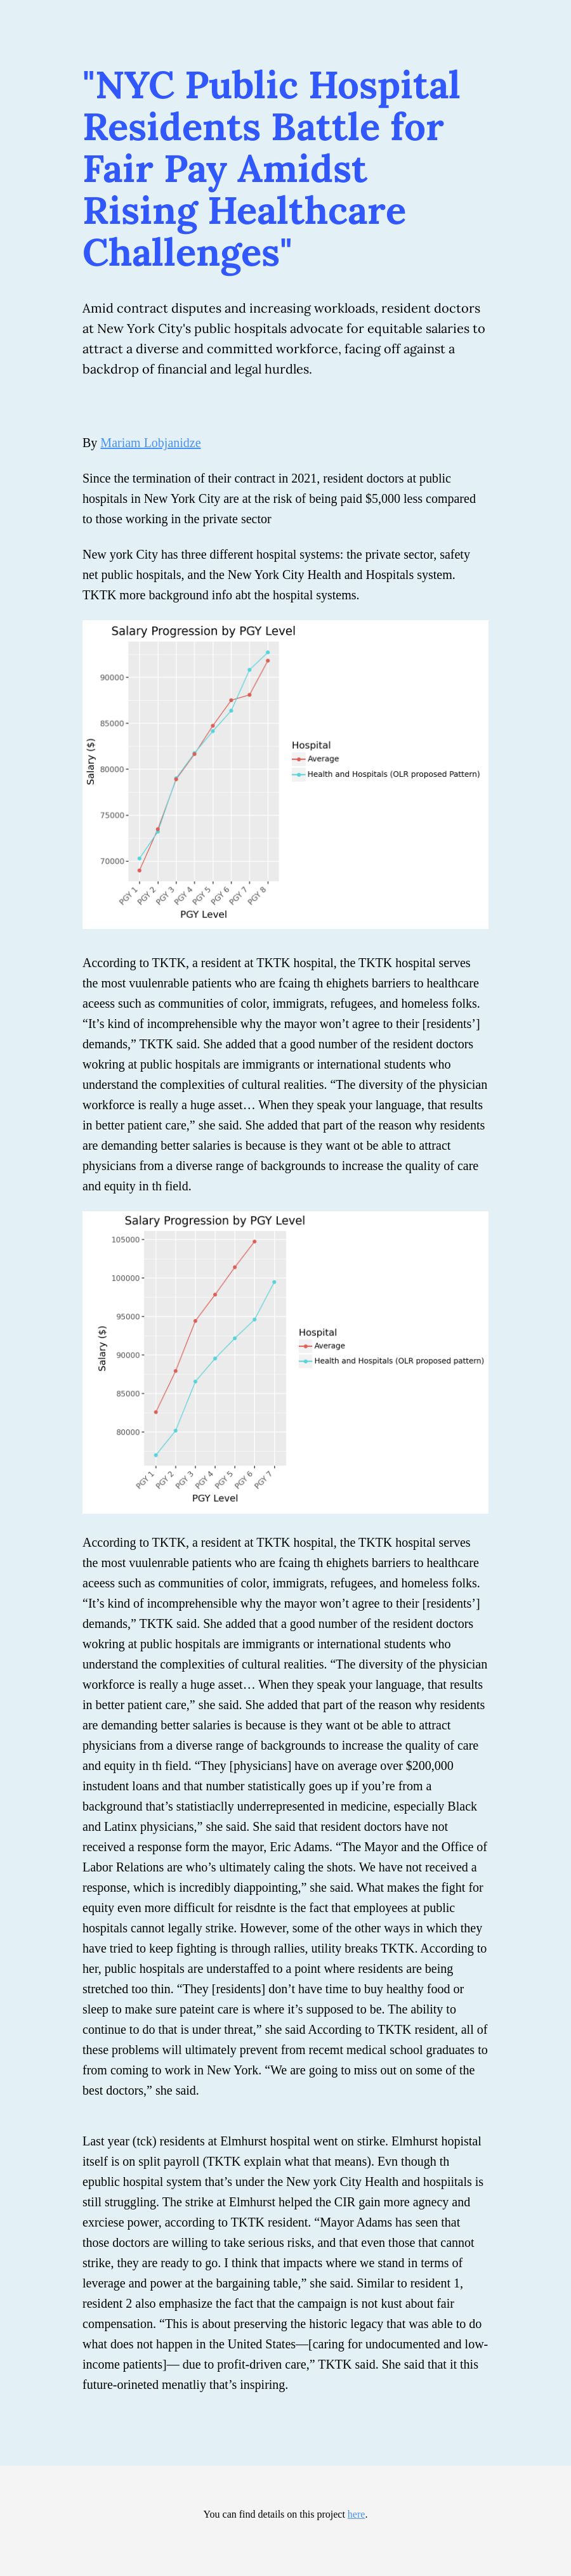 "NYC Public Hospital
Residents Battle for
Fair Pay Amidst
Rising Healthcare
Challenges"
Amid contract disputes and increasing workloads, resident doctors
at New York City's public hospitals advocate for equitable salaries to
attract a diverse and committed workforce, facing off against a
backdrop of financial and legal hurdles.
By Mariam Lobjanidze
Since the termination of their contract in 2021, resident doctors at public
hospitals in New York City are at the risk of being paid $5,000 less compared
to those working in the private sector
New york City has three different hospital systems: the private sector, safety
net public hospitals, and the New York City Health and Hospitals system.
TKTK more background info abt the hospital systems.
Salary Progression by PGY Level
90000
85000
80000
75000
70000
Salary ($)
PGY 1
PGY 2
PGY 3
PGY 4
PGY 5
PGY 6
PGY 7
PGY 8
PGY Level
Hospital
Average
Health and Hospitals (OLR proposed Pattern)
According to TKTK, a resident at TKTK hospital, the TKTK hospital serves
the most vuulenrable patients who are fcaing th ehighets barriers to healthcare
aceess such as communities of color, immigrats, refugees, and homeless folks.
“It’s kind of incomprehensible why the mayor won’t agree to their [residents’]
demands,” TKTK said. She added that a good number of the resident doctors
wokring at public hospitals are immigrants or international students who
understand the complexities of cultural realities. “The diversity of the physician
workforce is really a huge asset… When they speak your language, that results
in better patient care,” she said. She added that part of the reason why residents
are demanding better salaries is because is they want ot be able to attract
physicians from a diverse range of backgrounds to increase the quality of care
and equity in th field.
Salary Progression by PGY Level
105000
100000
95000
90000
85000
80000
Salary ($)
PGY 1
PGY 2
PGY 3
PGY 4
PGY 5
PGY 6
PGY 7
PGY Level
Hospital
Average
Health and Hospitals (OLR proposed pattern)
According to TKTK, a resident at TKTK hospital, the TKTK hospital serves
the most vuulenrable patients who are fcaing th ehighets barriers to healthcare
aceess such as communities of color, immigrats, refugees, and homeless folks.
“It’s kind of incomprehensible why the mayor won’t agree to their [residents’]
demands,” TKTK said. She added that a good number of the resident doctors
wokring at public hospitals are immigrants or international students who
understand the complexities of cultural realities. “The diversity of the physician
workforce is really a huge asset… When they speak your language, that results
in better patient care,” she said. She added that part of the reason why residents
are demanding better salaries is because is they want ot be able to attract
physicians from a diverse range of backgrounds to increase the quality of care
and equity in th field. “They [physicians] have on average over $200,000
instudent loans and that number statistically goes up if you’re from a
background that’s statistiaclly underrepresented in medicine, especially Black
and Latinx physicians,” she said. She said that resident doctors have not
received a response form the mayor, Eric Adams. “The Mayor and the Office of
Labor Relations are who’s ultimately caling the shots. We have not received a
response, which is incredibly diappointing,” she said. What makes the fight for
equity even more difficult for reisdnte is the fact that employees at public
hospitals cannot legally strike. However, some of the other ways in which they
have tried to keep fighting is through rallies, utility breaks TKTK. According to
her, public hospitals are understaffed to a point where residents are being
stretched too thin. “They [residents] don’t have time to buy healthy food or
sleep to make sure pateint care is where it’s supposed to be. The ability to
continue to do that is under threat,” she said According to TKTK resident, all of
these problems will ultimately prevent from recemt medical school graduates to
from coming to work in New York. “We are going to miss out on some of the
best doctors,” she said.
Last year (tck) residents at Elmhurst hospital went on stirke. Elmhurst hopistal
itself is on split payroll (TKTK explain what that means). Evn though th
epublic hospital system that’s under the New york City Health and hospiitals is
still struggling. The strike at Elmhurst helped the CIR gain more agnecy and
exrciese power, according to TKTK resident. “Mayor Adams has seen that
those doctors are willing to take serious risks, and that even those that cannot
strike, they are ready to go. I think that impacts where we stand in terms of
leverage and power at the bargaining table,” she said. Similar to resident 1,
resident 2 also emphasize the fact that the campaign is not kust about fair
compensation. “This is about preserving the historic legacy that was able to do
what does not happen in the United States—[caring for undocumented and low-
income patients]— due to profit-driven care,” TKTK said. She said that it this
future-orineted menatliy that’s inspiring.
You can find details on this project here.